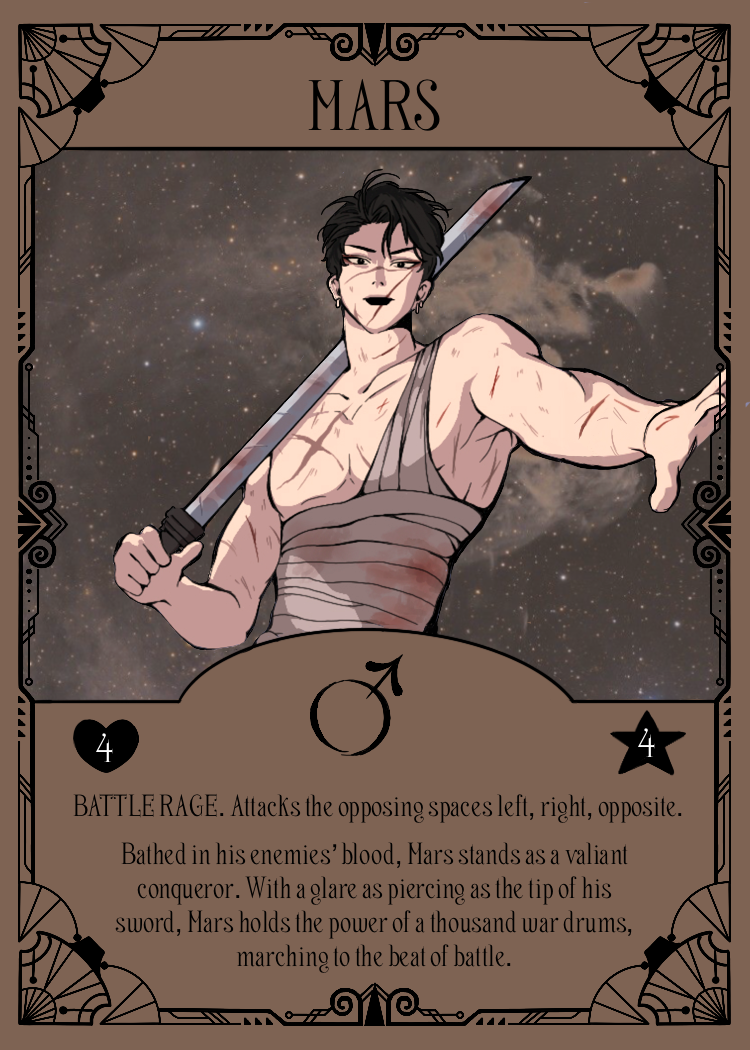 MARS
4
4
BATTLE RAGE. Attacks the opposing spaces left, right, opposite.
Bathed in his enemies’ blood, Mars stands as a valiant
conqueror. With a glare as piercing as the tip of his
sword, Mars holds the power of a thousand war drums,
marching to the beat of battle.